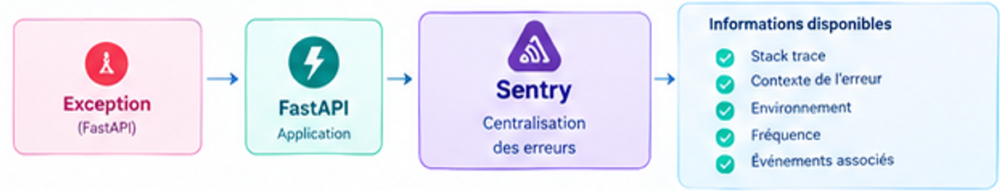 Exception
(FastAPI)
FastAPI
Application
Sentry
Centralisation
des erreurs
Informations disponibles
Stack trace
Contexte de l'erreur
Environnement
Fréquence
Événements associés